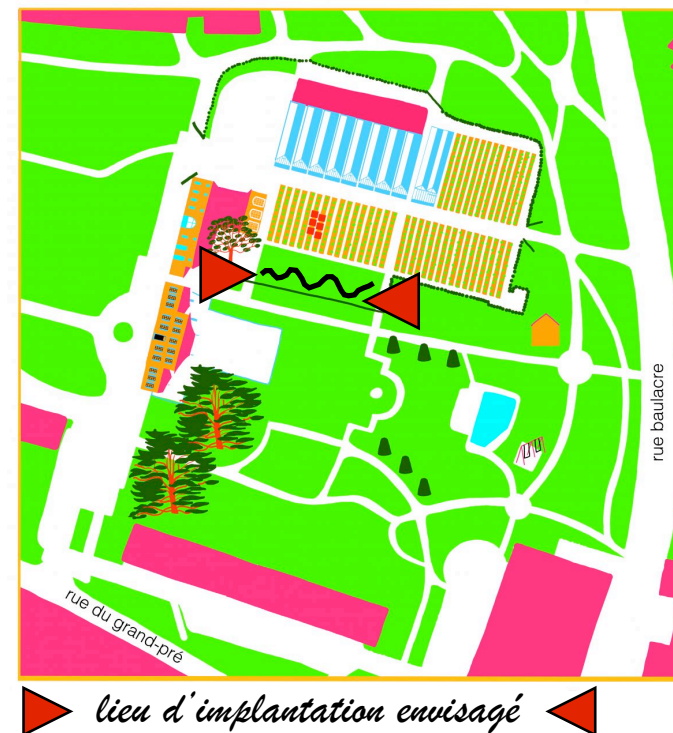 rue baulacre
rue du grand-pré
lieu d'implantation envisagé